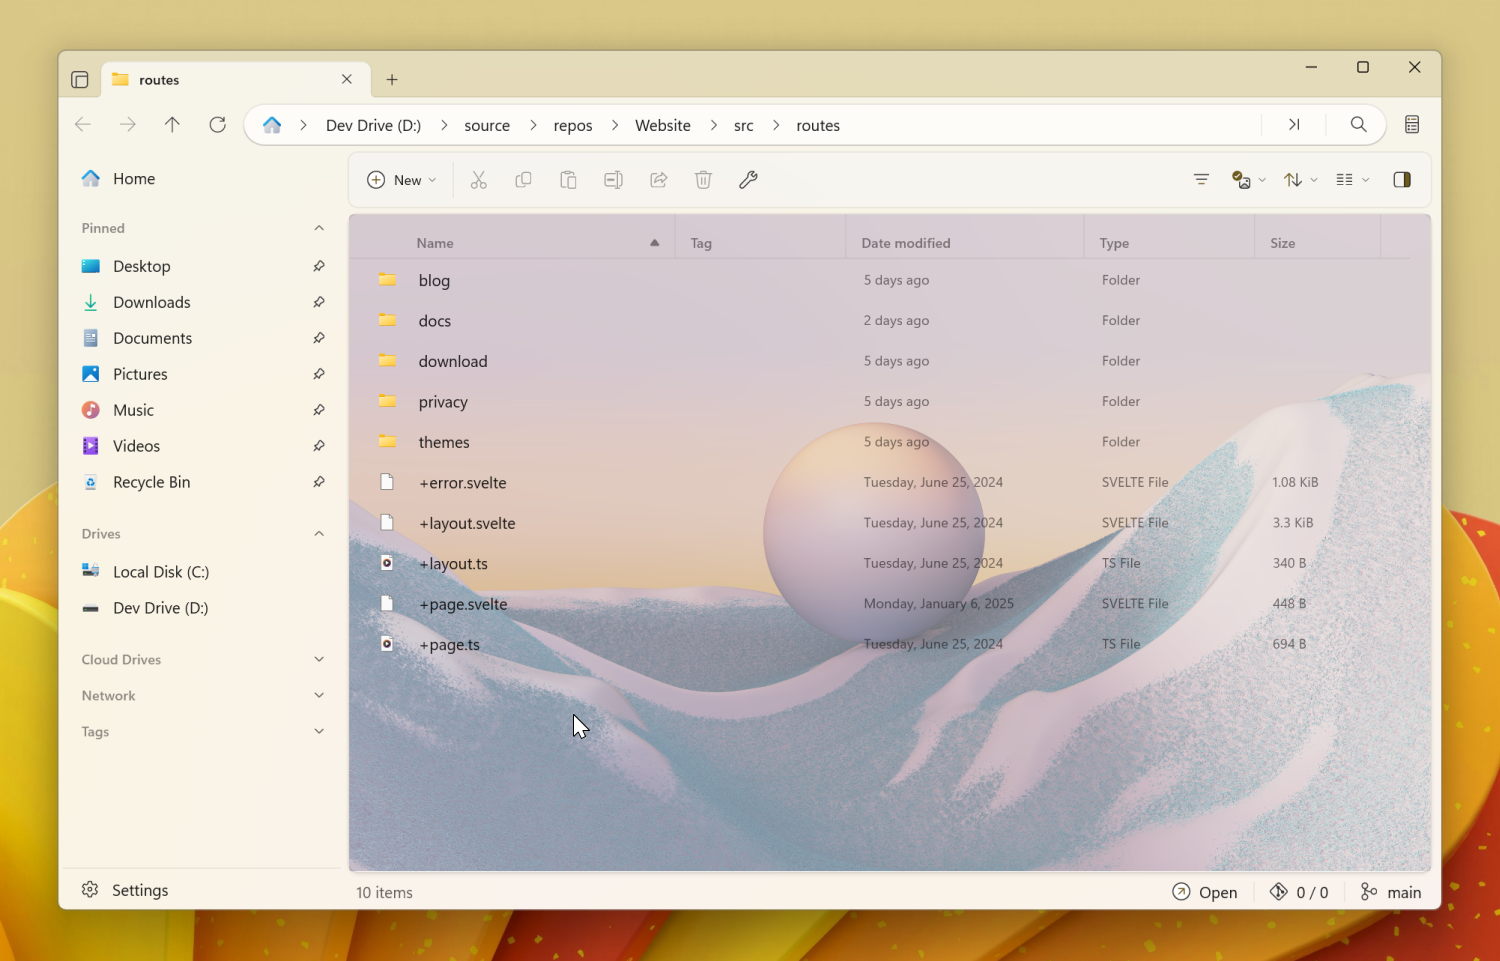 routes
Dev Drive (D:) source repos Website src routes
Home
New
Pinned
Desktop
Downloads
Documents
Pictures
Music
Videos
Recycle Bin
Drives
Local Disk (C:)
Dev Drive (D:)
Cloud Drives
Network
Tags
Settings
Name Tag Date modified Type Size
blog 5 days ago Folder
docs 2 days ago Folder
download 5 days ago Folder
privacy 5 days ago Folder
themes 5 days ago Folder
+error.svelte Tuesday, June 25, 2024 SVELTE File 1.08 KiB
+layout.svelte Tuesday, June 25, 2024 SVELTE File 3.3 KiB
+layout.ts Tuesday, June 25, 2024 TS File 340 B
+page.svelte Monday, January 6, 2025 SVELTE File 448 B
+page.ts Tuesday, June 25, 2024 TS File 694 B
10 items Open 0 / 0 main